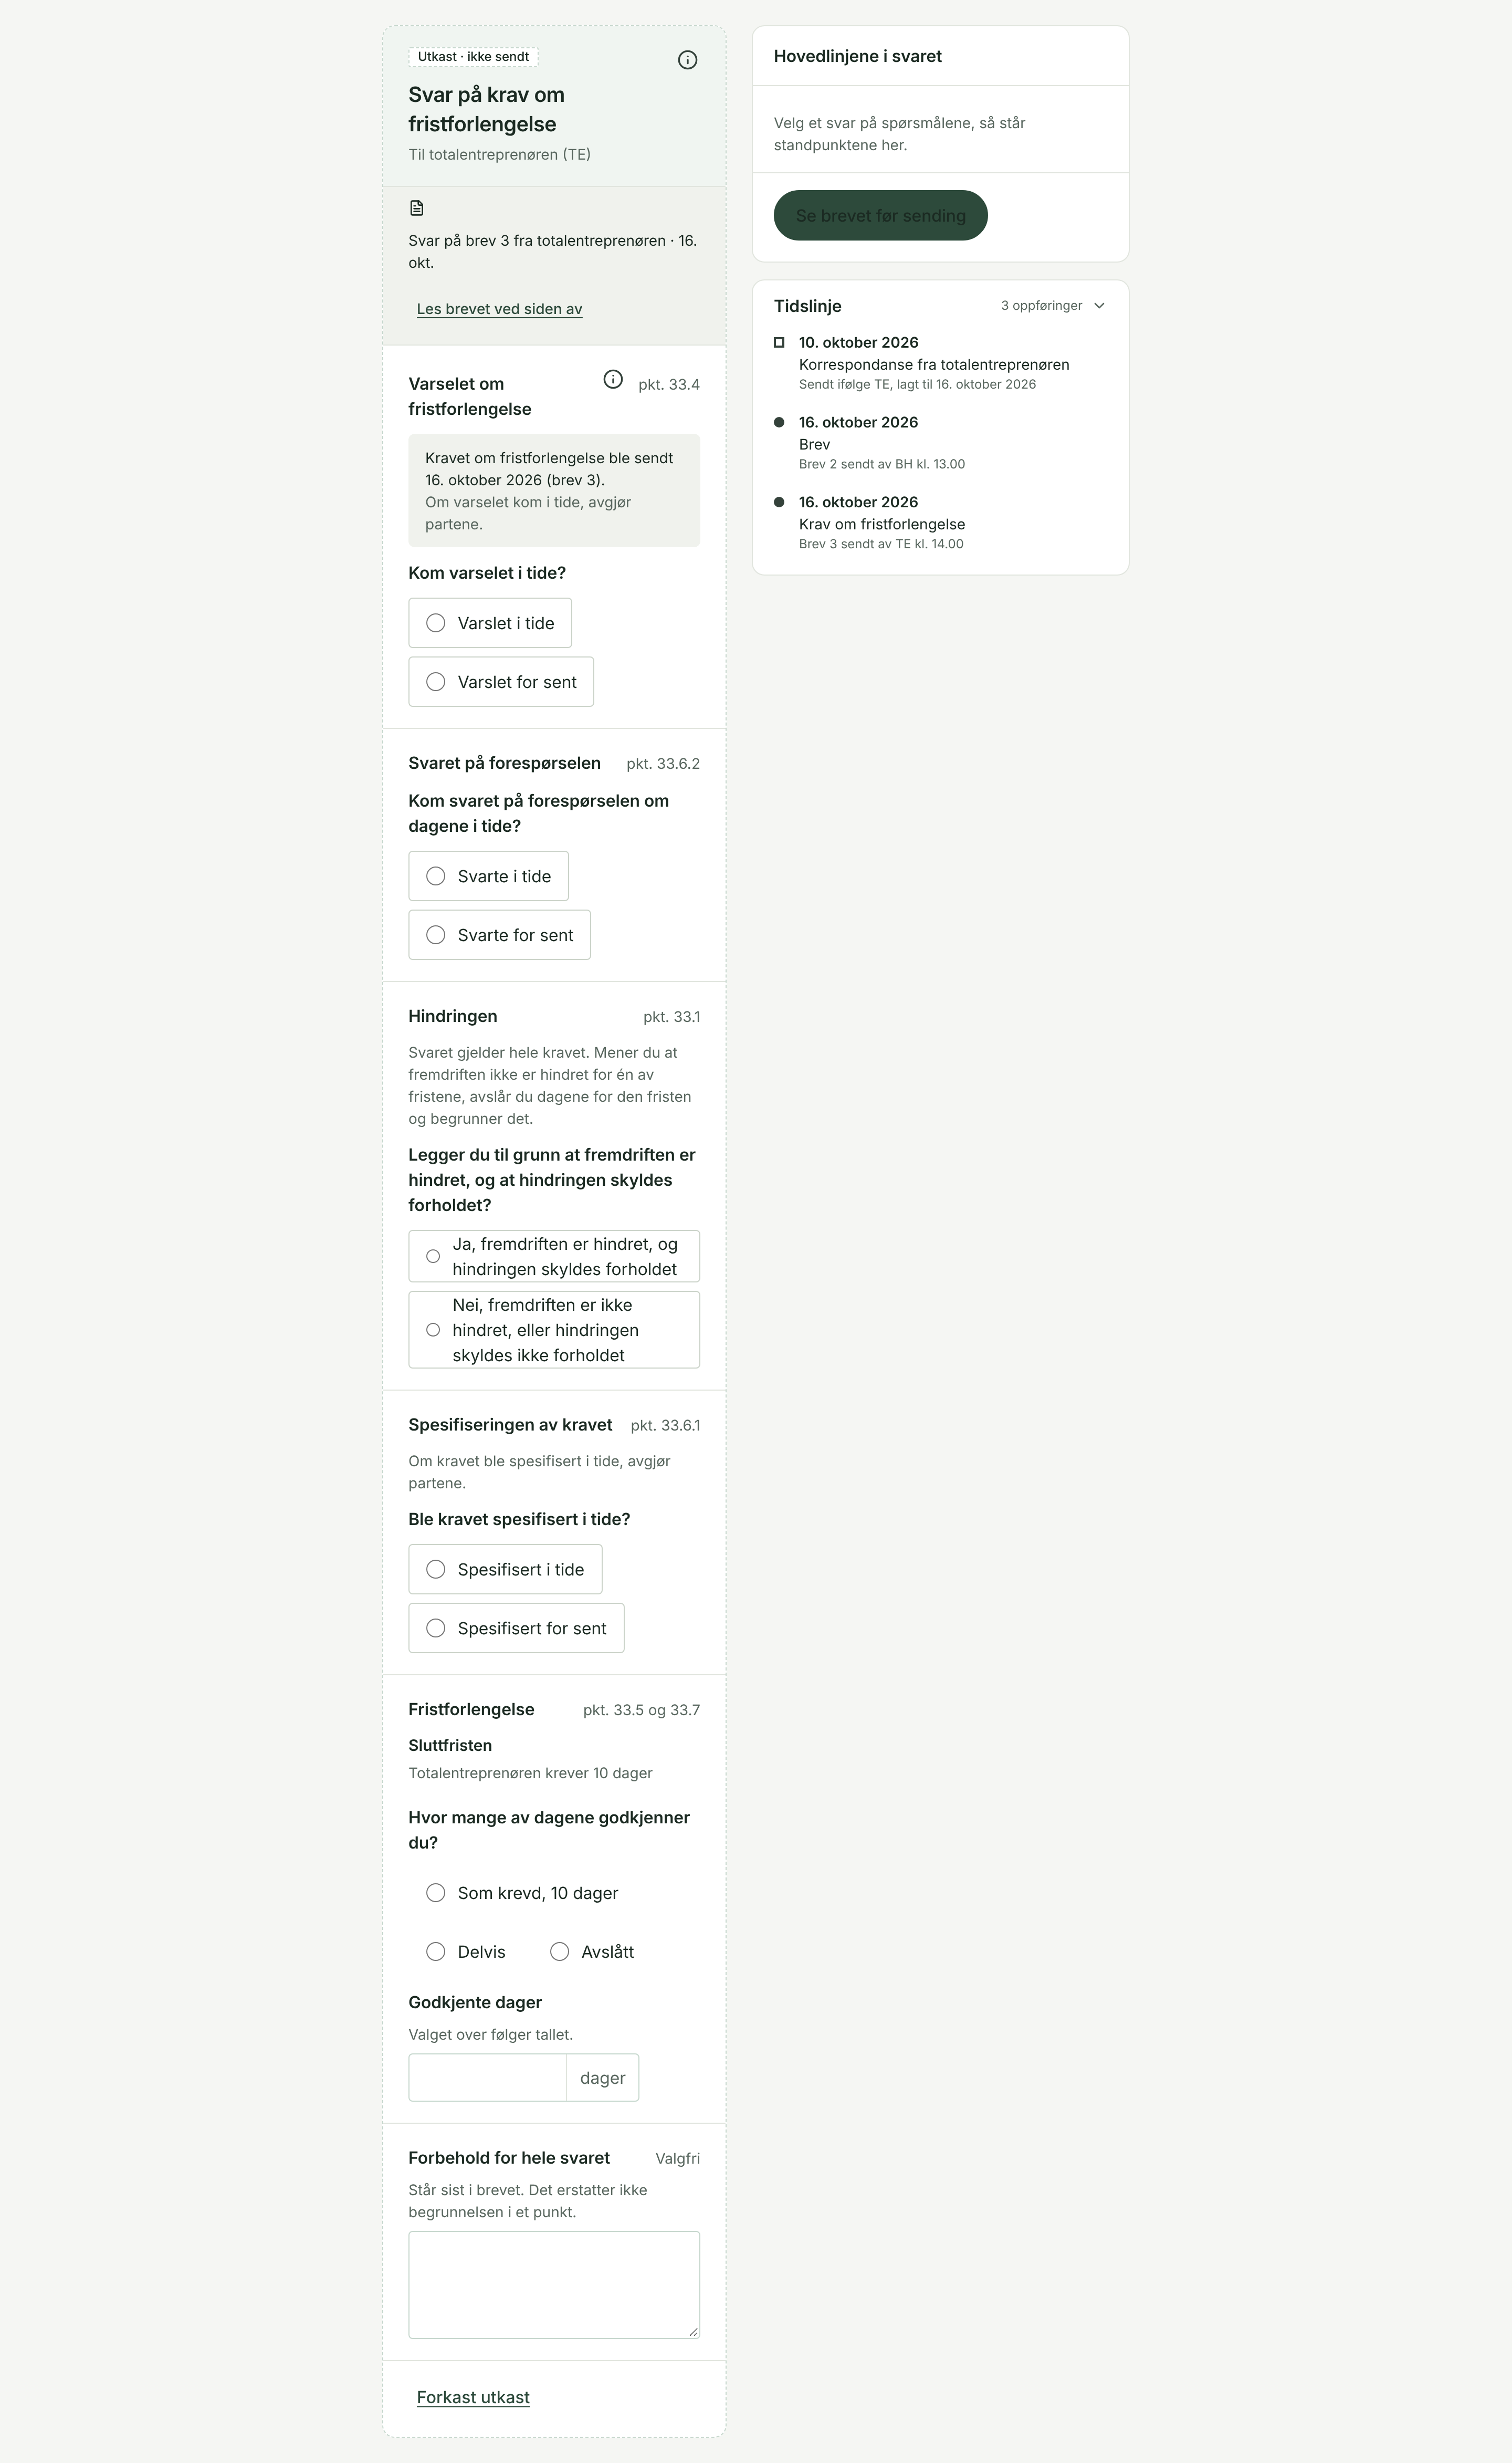 Utkast · ikke sendt
Svar på krav om
fristforlengelse
Til totalentreprenøren (TE)
Svar på brev 3 fra totalentreprenøren · 16.
okt.
Les brevet ved siden av
Varselet om
fristforlengelse
pkt. 33.4
Kravet om fristforlengelse ble sendt
16. oktober 2026 (brev 3).
Om varselet kom i tide, avgjør
partene.
Kom varselet i tide?
Varslet i tide
Varslet for sent
Svaret på forespørselen
pkt. 33.6.2
Kom svaret på forespørselen om
dagene i tide?
Svarte i tide
Svarte for sent
Hindringen
pkt. 33.1
Svaret gjelder hele kravet. Mener du at
fremdriften ikke er hindret for én av
fristene, avslår du dagene for den fristen
og begrunner det.
Legger du til grunn at fremdriften er
hindret, og at hindringen skyldes
forholdet?
Ja, fremdriften er hindret, og
hindringen skyldes forholdet
Nei, fremdriften er ikke
hindret, eller hindringen
skyldes ikke forholdet
Spesifiseringen av kravet
pkt. 33.6.1
Om kravet ble spesifisert i tide, avgjør
partene.
Ble kravet spesifisert i tide?
Spesifisert i tide
Spesifisert for sent
Fristforlengelse
pkt. 33.5 og 33.7
Sluttfristen
Totalentreprenøren krever 10 dager
Hvor mange av dagene godkjenner
du?
Som krevd, 10 dager
Delvis
Avslått
Godkjente dager
Valget over følger tallet.
dager
Forbehold for hele svaret
Valgfri
Står sist i brevet. Det erstatter ikke
begrunnelsen i et punkt.
Forkast utkast
Hovedlinjene i svaret
Velg et svar på spørsmålene, så står
standpunktene her.
Se brevet før sending
Tidslinje
3 oppføringer
10. oktober 2026
Korrespondanse fra totalentreprenøren
Sendt ifølge TE, lagt til 16. oktober 2026
16. oktober 2026
Brev
Brev 2 sendt av BH kl. 13.00
16. oktober 2026
Krav om fristforlengelse
Brev 3 sendt av TE kl. 14.00